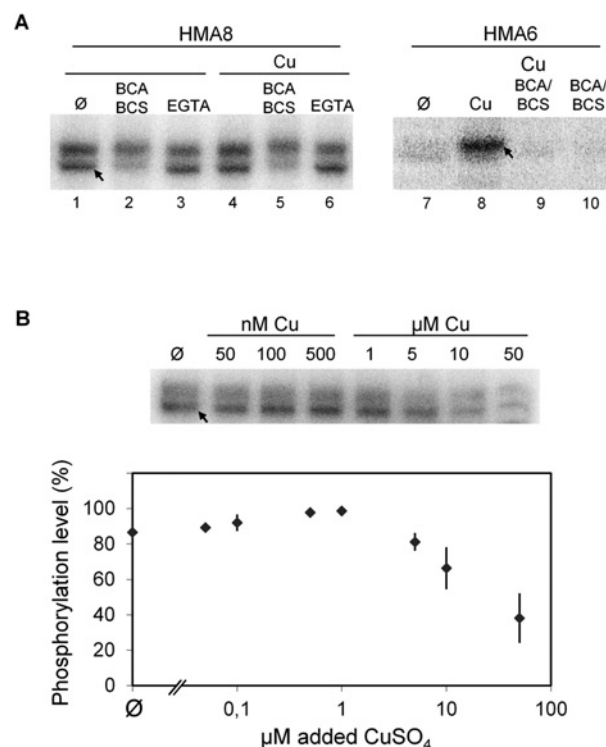 A
HMA8
HMA6
Cu
Cu
Ø BCA BCS EGTA BCA BCS EGTA
Ø Cu BCA/ BCS BCA/BCS
1 2 3 4 5 6 7 8 9 10
B
nM Cu µM Cu
Ø 50 100 500 1 5 10 50
Phosphorylation level (%)
100
80
60
40
20
0
Ø 0,1 1 10 100
µM added CuSO₄